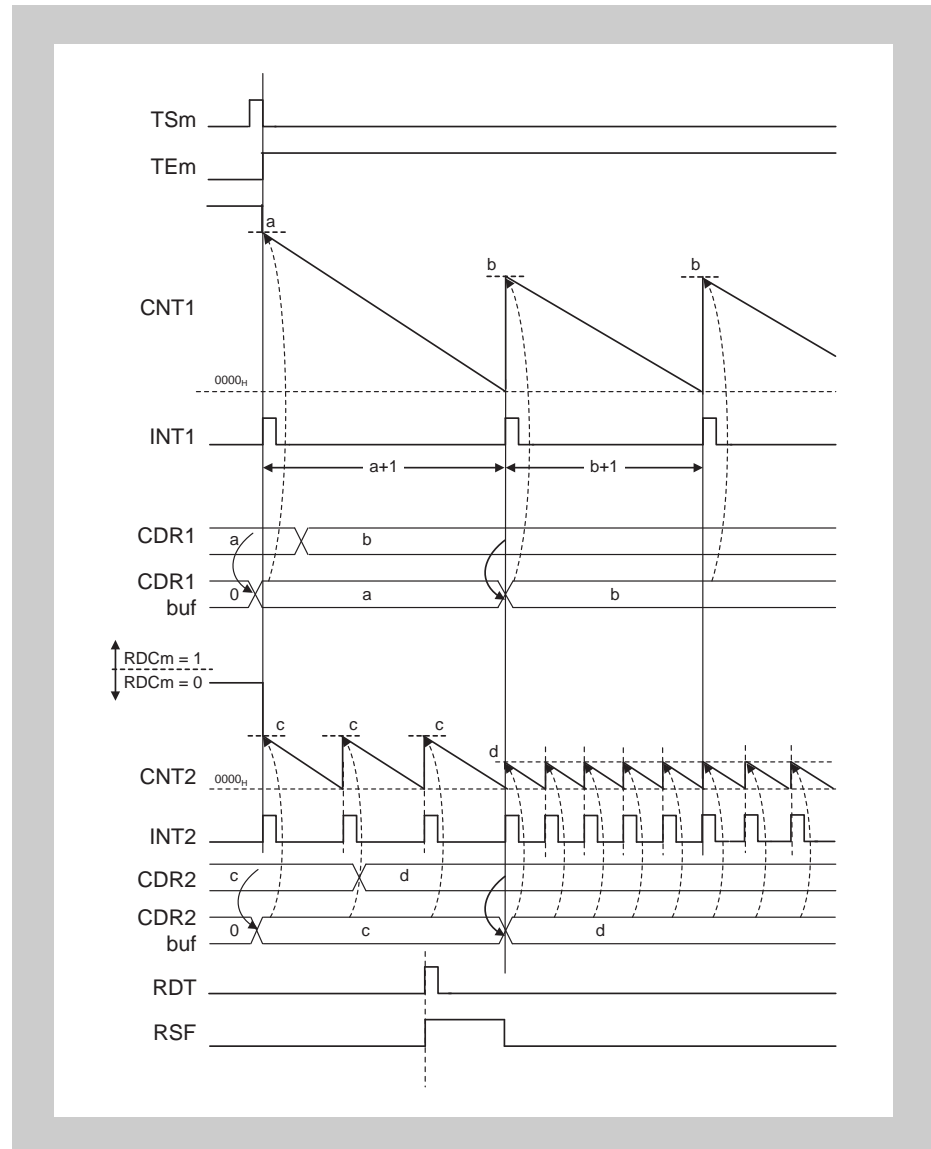 TSm
TEm
a
b b
CNT1
0000H
INT1
a+1 b+1
CDR1 a b
CDR1
buf 0 a b
RDCm = 1
RDCm = 0
c c c
d
CNT2 0000H
INT2
CDR2 c d
CDR2
buf 0 c d
RDT
RSF